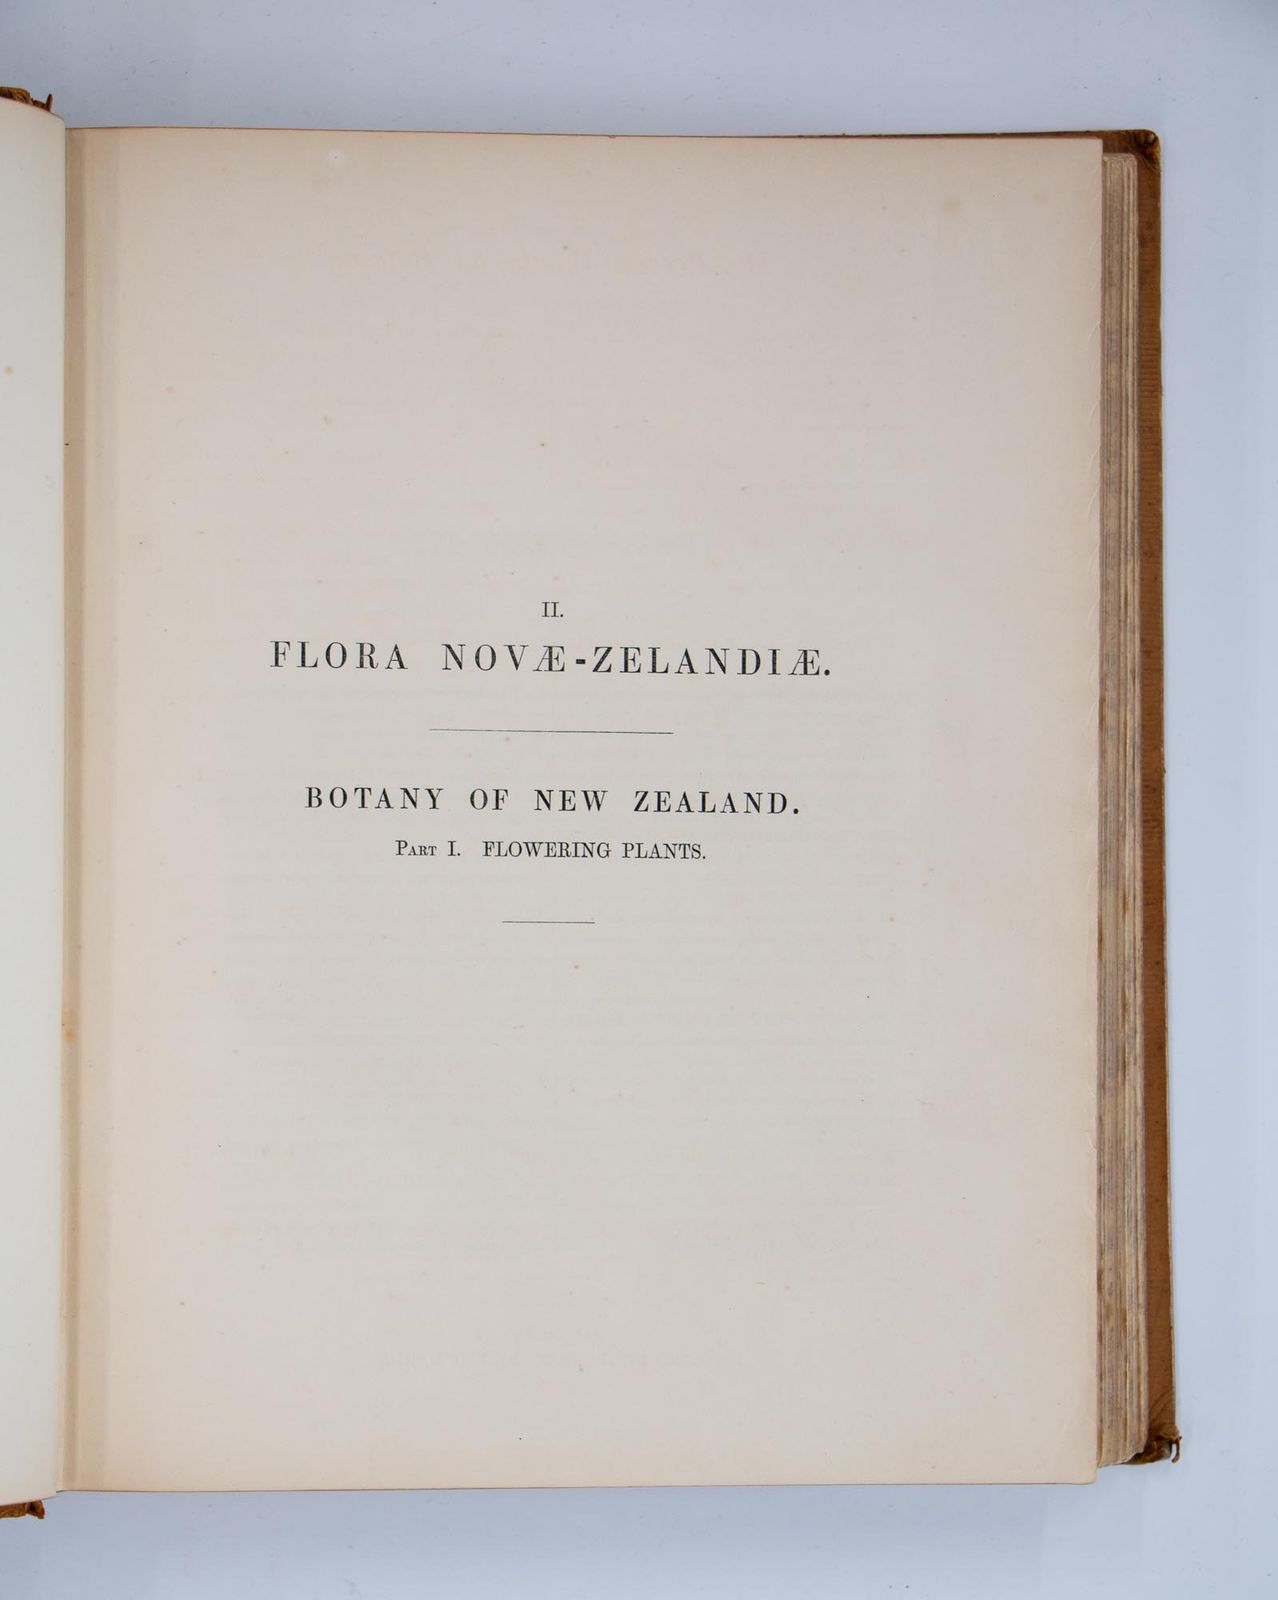 II.
FLORA NOVÆ-ZELANDIÆ.
BOTANY OF NEW ZEALAND.
PART I. FLOWERING PLANTS.